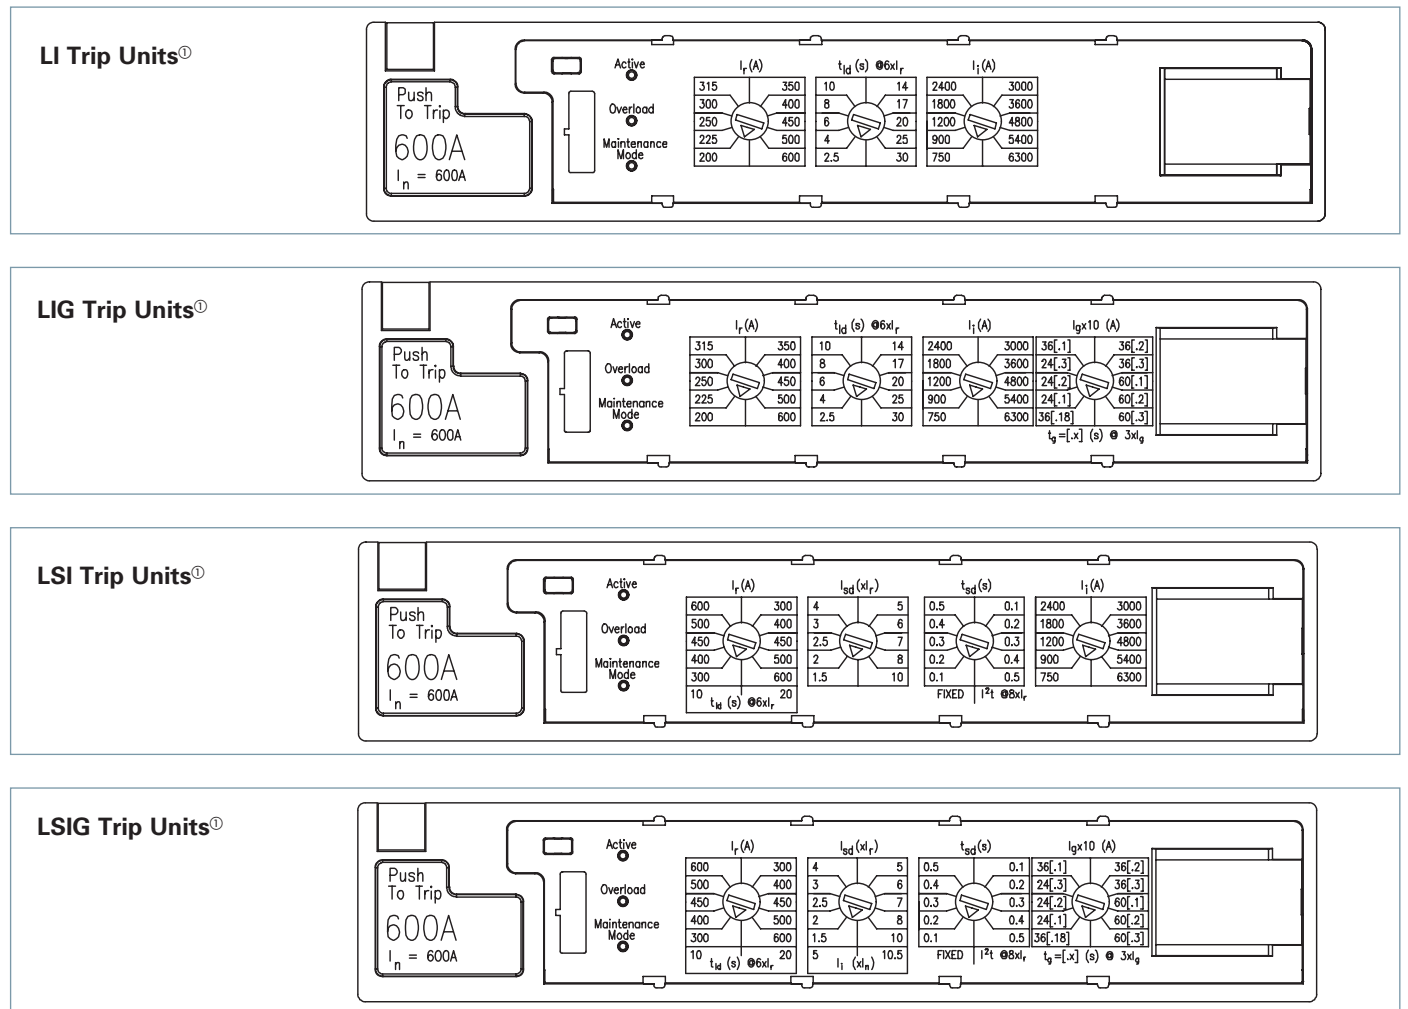 LI Trip Units①
Push
To Trip
600A
In = 600A
Active
Overload
Maintenance
Mode
Ir(A)
315 350
300 400
250 450
225 500
200 600
tld (s) @6xIr
10 14
8 17
6 20
4 25
2.5 30
Ii(A)
2400 3000
1800 3600
1200 4800
900 5400
750 6300
LIG Trip Units①
Push
To Trip
600A
In = 600A
Active
Overload
Maintenance
Mode
Ir(A)
315 350
300 400
250 450
225 500
200 600
tld (s) @6xIr
10 14
8 17
6 20
4 25
2.5 30
Ii(A)
2400 3000
1800 3600
1200 4800
900 5400
750 6300
Igx10 (A)
36[.1] 36[.2]
24[.3] 36[.3]
24[.2] 60[.1]
24[.1] 60[.2]
36[.18] 60[.3]
tg=[.x] (s) @ 3xIg
LSI Trip Units①
Push
To Trip
600A
In = 600A
Active
Overload
Maintenance
Mode
Ir(A)
600 300
500 400
450 450
400 500
300 600
10 20
tld (s) @6xIr
Isd(xIr)
4 5
3 6
2.5 7
2 8
1.5 10
tsd(s)
0.5 0.1
0.4 0.2
0.3 0.3
0.2 0.4
0.1 0.5
FIXED I²t @8xIr
Ii(A)
2400 3000
1800 3600
1200 4800
900 5400
750 6300
LSIG Trip Units①
Push
To Trip
600A
In = 600A
Active
Overload
Maintenance
Mode
Ir(A)
600 300
500 400
450 450
400 500
300 600
10 20
tld (s) @6xIr
Isd(xIr)
4 5
3 6
2.5 7
2 8
1.5 10
5 10.5
Ii (xIn)
tsd(s)
0.5 0.1
0.4 0.2
0.3 0.3
0.2 0.4
0.1 0.5
FIXED I²t @8xIr
Igx10 (A)
36[.1] 36[.2]
24[.3] 36[.3]
24[.2] 60[.1]
24[.1] 60[.2]
36[.18] 60[.3]
tg=[.x] (s) @ 3xIg